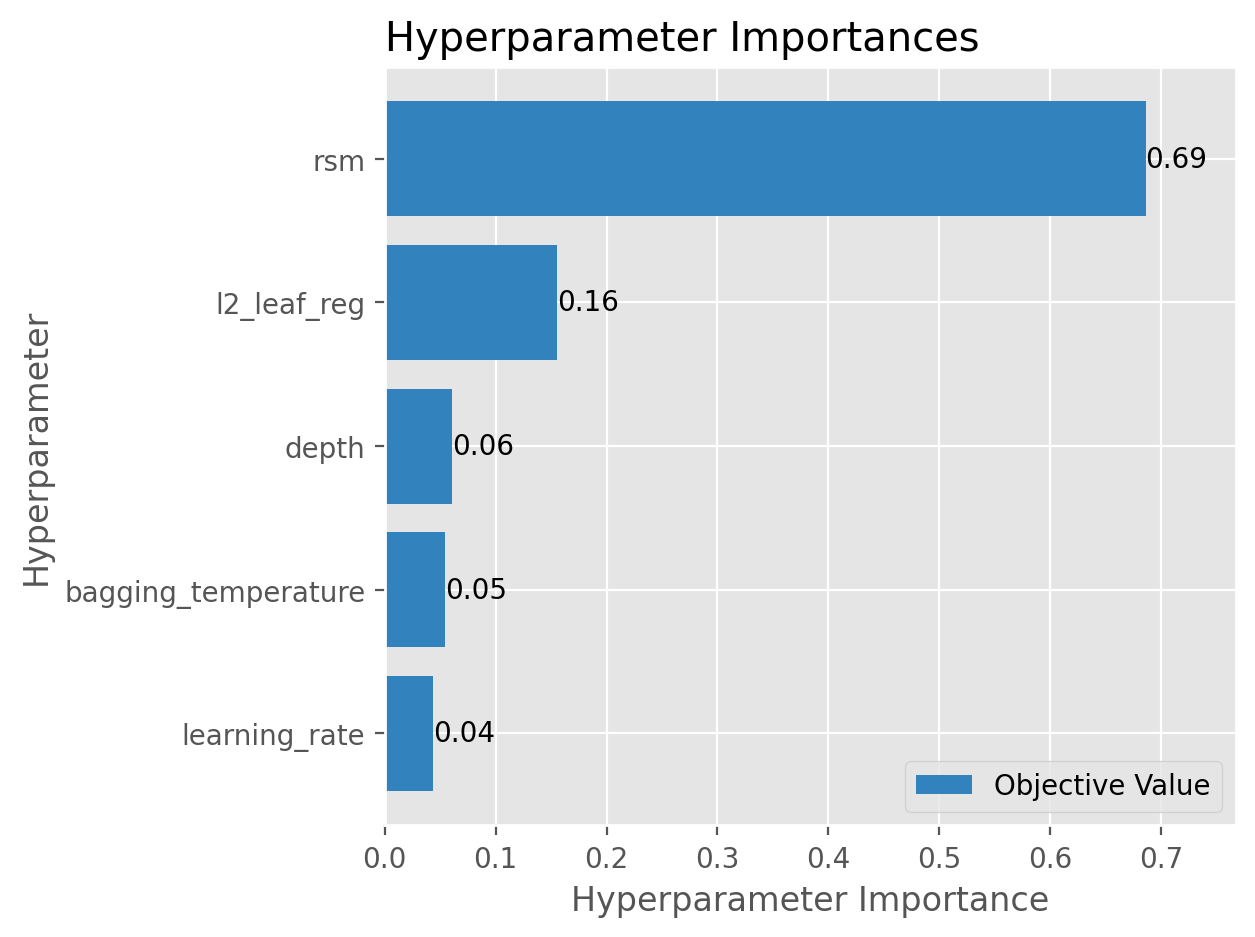 Hyperparameter Importances
rsm
0.69
l2_leaf_reg
0.16
depth
0.06
bagging_temperature
0.05
learning_rate
0.04
Hyperparameter
Objective Value
0.0 0.1 0.2 0.3 0.4 0.5 0.6 0.7
Hyperparameter Importance